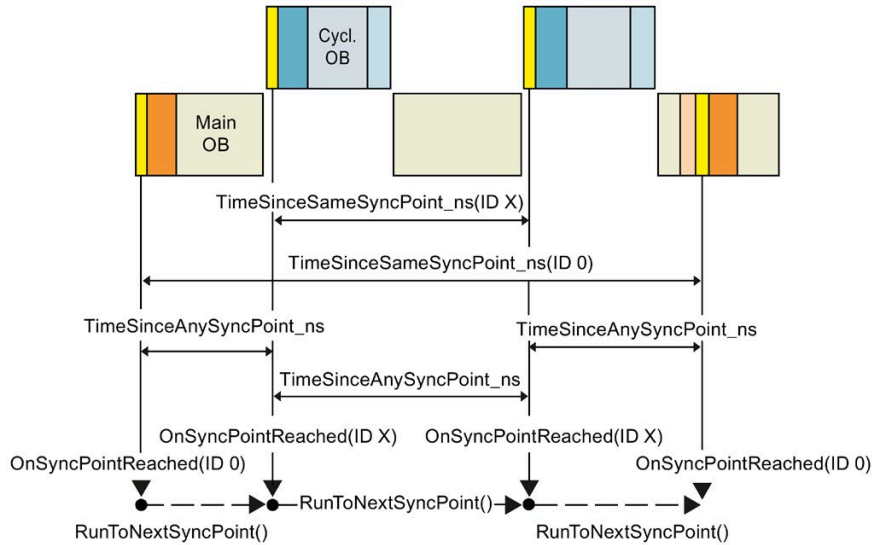 Cycl.
OB
Main
OB
TimeSinceSameSyncPoint_ns(ID X)
TimeSinceSameSyncPoint_ns(ID 0)
TimeSinceAnySyncPoint_ns
TimeSinceAnySyncPoint_ns
TimeSinceAnySyncPoint_ns
OnSyncPointReached(ID X)
OnSyncPointReached(ID X)
OnSyncPointReached(ID 0)
OnSyncPointReached(ID 0)
RunToNextSyncPoint()
RunToNextSyncPoint()
RunToNextSyncPoint()